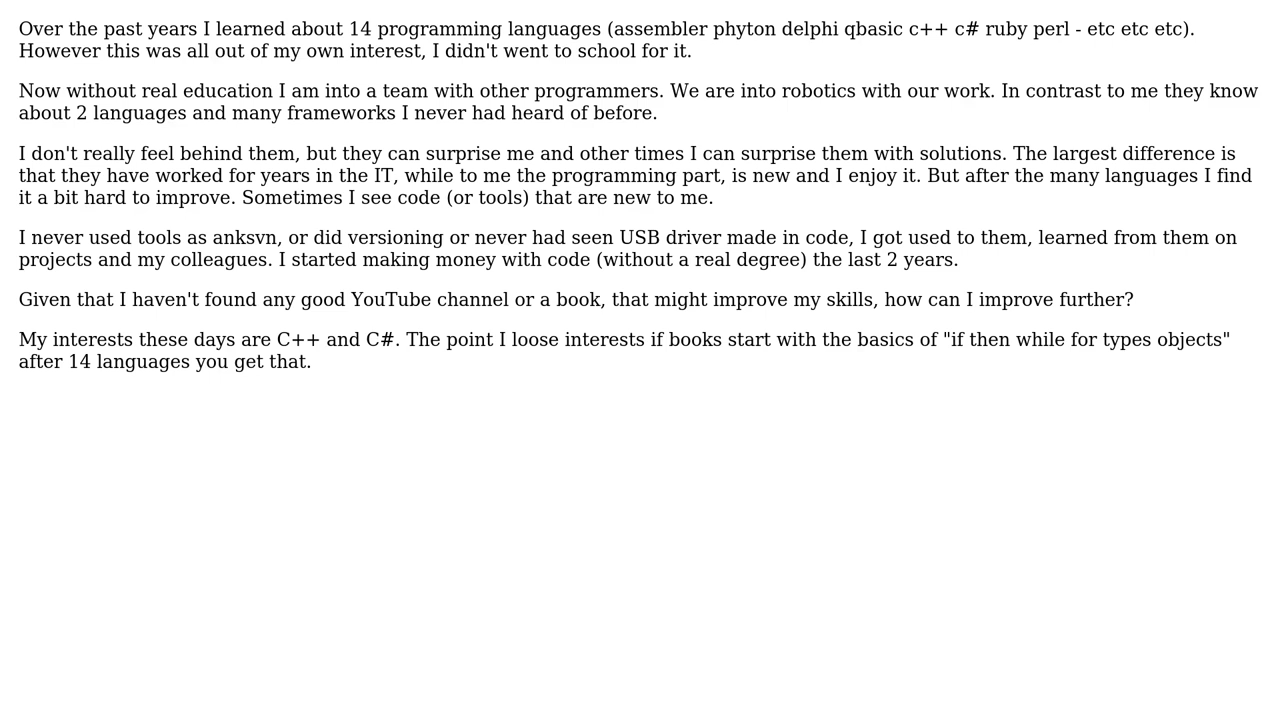 Over the past years I learned about 14 programming languages (assembler phyton delphi qbasic c++ c# ruby perl - etc etc etc).
However this was all out of my own interest, I didn't went to school for it.
Now without real education I am into a team with other programmers. We are into robotics with our work. In contrast to me they know
about 2 languages and many frameworks I never had heard of before.
I don't really feel behind them, but they can surprise me and other times I can surprise them with solutions. The largest difference is
that they have worked for years in the IT, while to me the programming part, is new and I enjoy it. But after the many languages I find
it a bit hard to improve. Sometimes I see code (or tools) that are new to me.
I never used tools as anksvn, or did versioning or never had seen USB driver made in code, I got used to them, learned from them on
projects and my colleagues. I started making money with code (without a real degree) the last 2 years.
Given that I haven't found any good YouTube channel or a book, that might improve my skills, how can I improve further?
My interests these days are C++ and C#. The point I loose interests if books start with the basics of "if then while for types objects"
after 14 languages you get that.